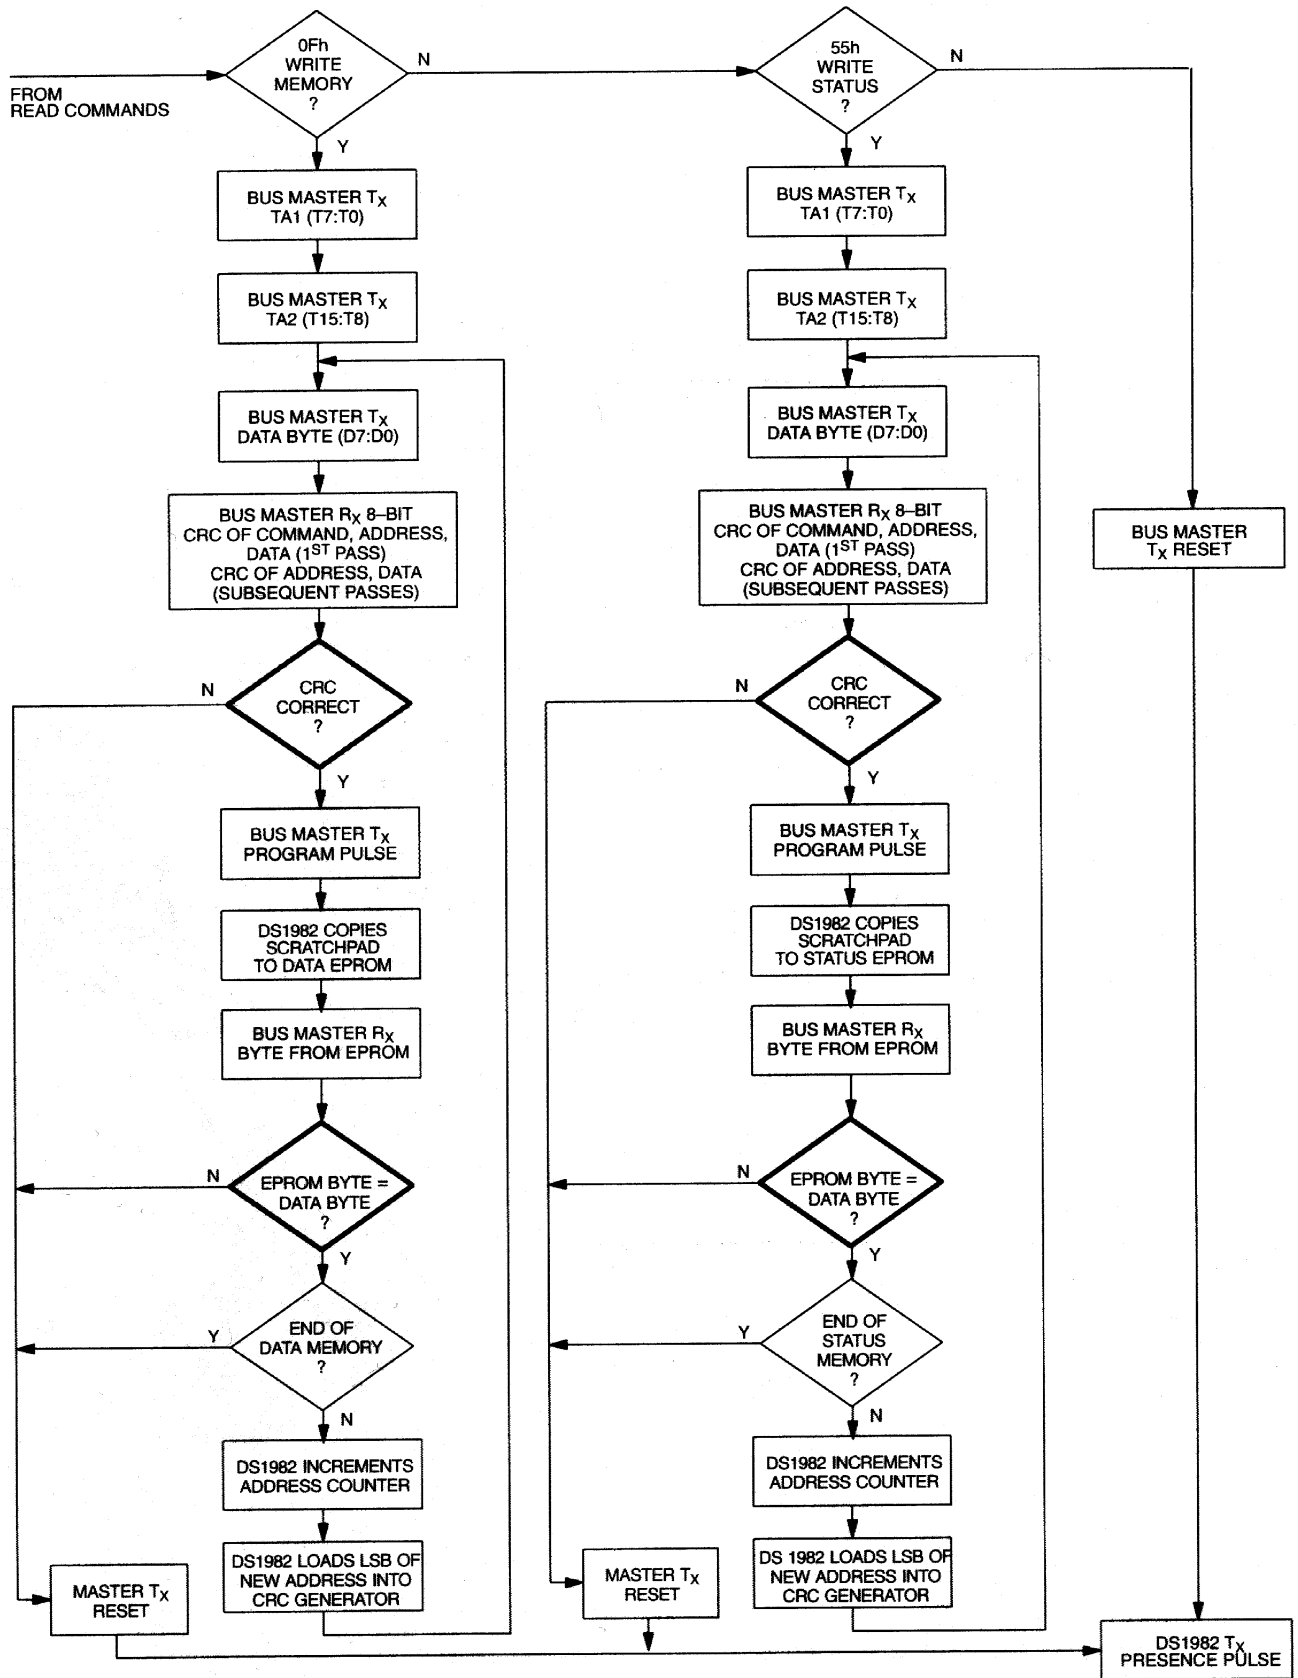 0Fh
WRITE
MEMORY
?
N
55h
WRITE
STATUS
?
N
FROM
READ COMMANDS
Y
Y
BUS MASTER TX
TA1 (T7:T0)
BUS MASTER TX
TA1 (T7:T0)
BUS MASTER TX
TA2 (T15:T8)
BUS MASTER TX
TA2 (T15:T8)
BUS MASTER TX
DATA BYTE (D7:D0)
BUS MASTER TX
DATA BYTE (D7:D0)
BUS MASTER RX 8–BIT
CRC OF COMMAND, ADDRESS,
DATA (1ST PASS)
CRC OF ADDRESS, DATA
(SUBSEQUENT PASSES)
BUS MASTER RX 8–BIT
CRC OF COMMAND, ADDRESS,
DATA (1ST PASS)
CRC OF ADDRESS, DATA
(SUBSEQUENT PASSES)
BUS MASTER
TX RESET
N
CRC
CORRECT
?
Y
N
CRC
CORRECT
?
Y
BUS MASTER TX
PROGRAM PULSE
BUS MASTER TX
PROGRAM PULSE
DS1982 COPIES
SCRATCHPAD
TO DATA EPROM
DS1982 COPIES
SCRATCHPAD
TO STATUS EPROM
BUS MASTER RX
BYTE FROM EPROM
BUS MASTER RX
BYTE FROM EPROM
N
EPROM BYTE =
DATA BYTE
?
Y
N
EPROM BYTE =
DATA BYTE
?
Y
Y
END OF
DATA MEMORY
?
N
Y
END OF
STATUS
MEMORY
?
N
DS1982 INCREMENTS
ADDRESS COUNTER
DS1982 INCREMENTS
ADDRESS COUNTER
MASTER TX
RESET
DS1982 LOADS LSB OF
NEW ADDRESS INTO
CRC GENERATOR
MASTER TX
RESET
DS 1982 LOADS LSB OF
NEW ADDRESS INTO
CRC GENERATOR
DS1982 TX
PRESENCE PULSE